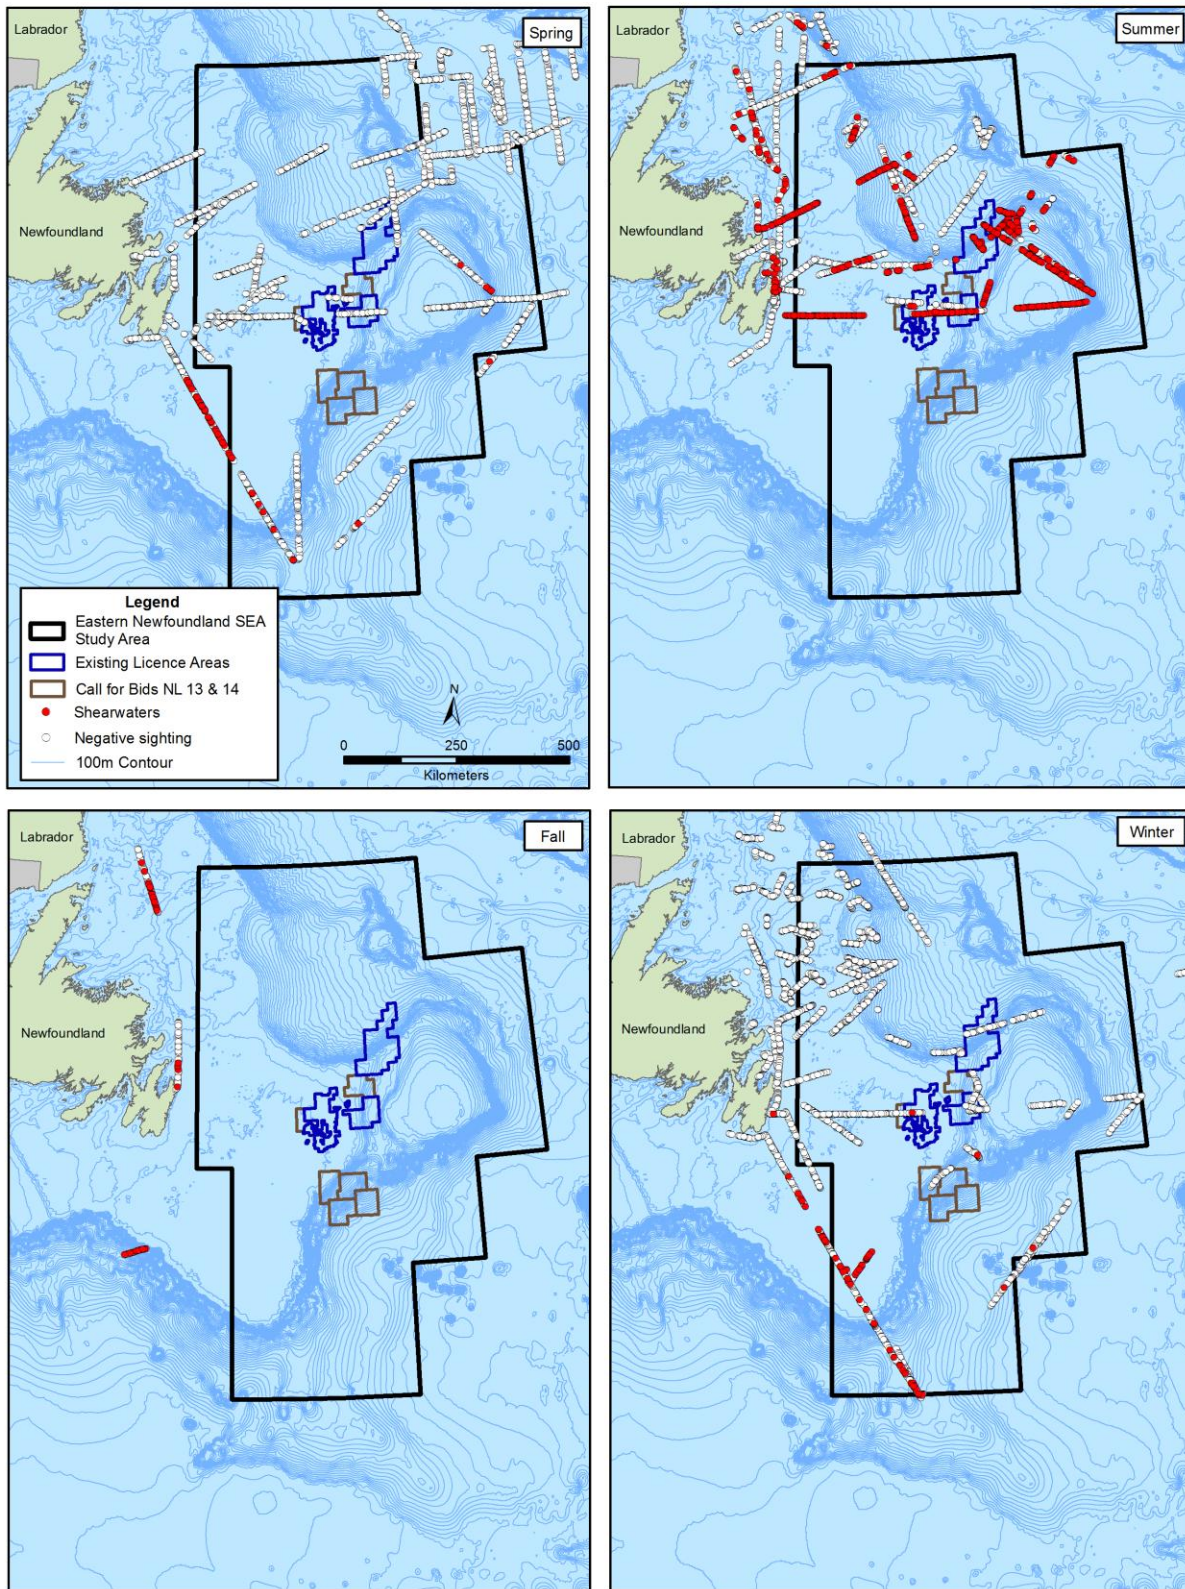 Labrador
Spring
Newfoundland
Legend
Eastern Newfoundland SEA
Study Area
Existing Licence Areas
Call for Bids NL 13 & 14
Shearwaters
Negative sighting
100m Contour
N
0 250 500
Kilometers
Labrador
Summer
Newfoundland
Labrador
Fall
Newfoundland
Labrador
Winter
Newfoundland